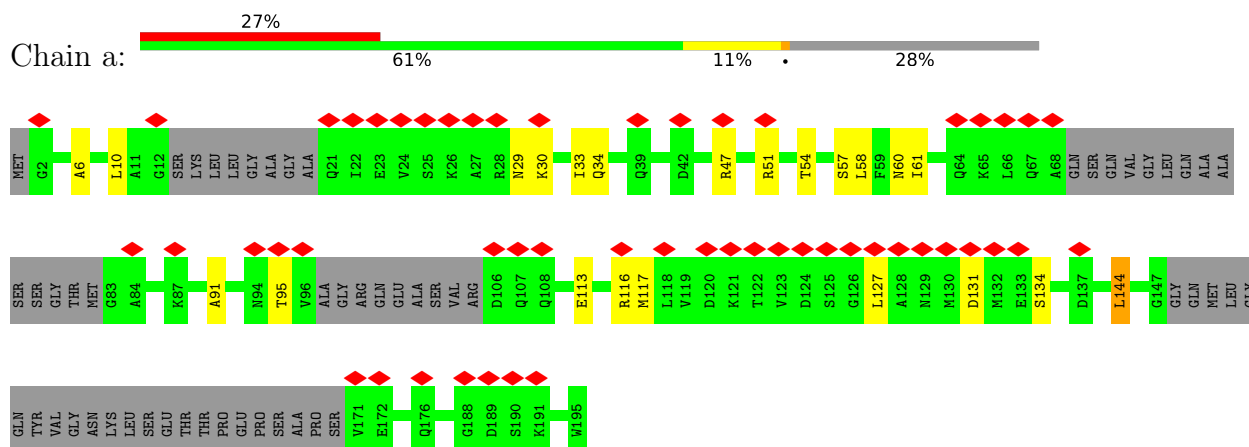 27%
Chain a:
61% 11% • 28%
MET G2 A6 L10 A11 G12 SER LYS LEU LEU GLY ALA GLY ALA Q21 I22 E23 V24 S25 K26 A27 R28 N29 K30 I33 Q34 Q39 D42 R47 R51 T54 S57 L58 F59 N60 I61 Q64 K65 L66 Q67 A68 GLN SER GLN VAL GLY LEU GLN ALA ALA
SER SER GLY THR MET G83 A84 K87 A91 N94 T95 V96 ALA GLY ARG GLN GLU ALA SER VAL ARG D106 Q107 Q108 E113 R116 M117 L118 V119 D120 K121 T122 V123 D124 S125 G126 L127 A128 N129 M130 D131 M132 E133 S134 D137 L144 G147 GLY GLN MET LEU GLY
GLN TYR VAL GLY ASN LYS LEU SER GLU THR THR PRO GLU PRO SER ALA PRO SER V171 E172 Q176 G188 D189 S190 K191 W195